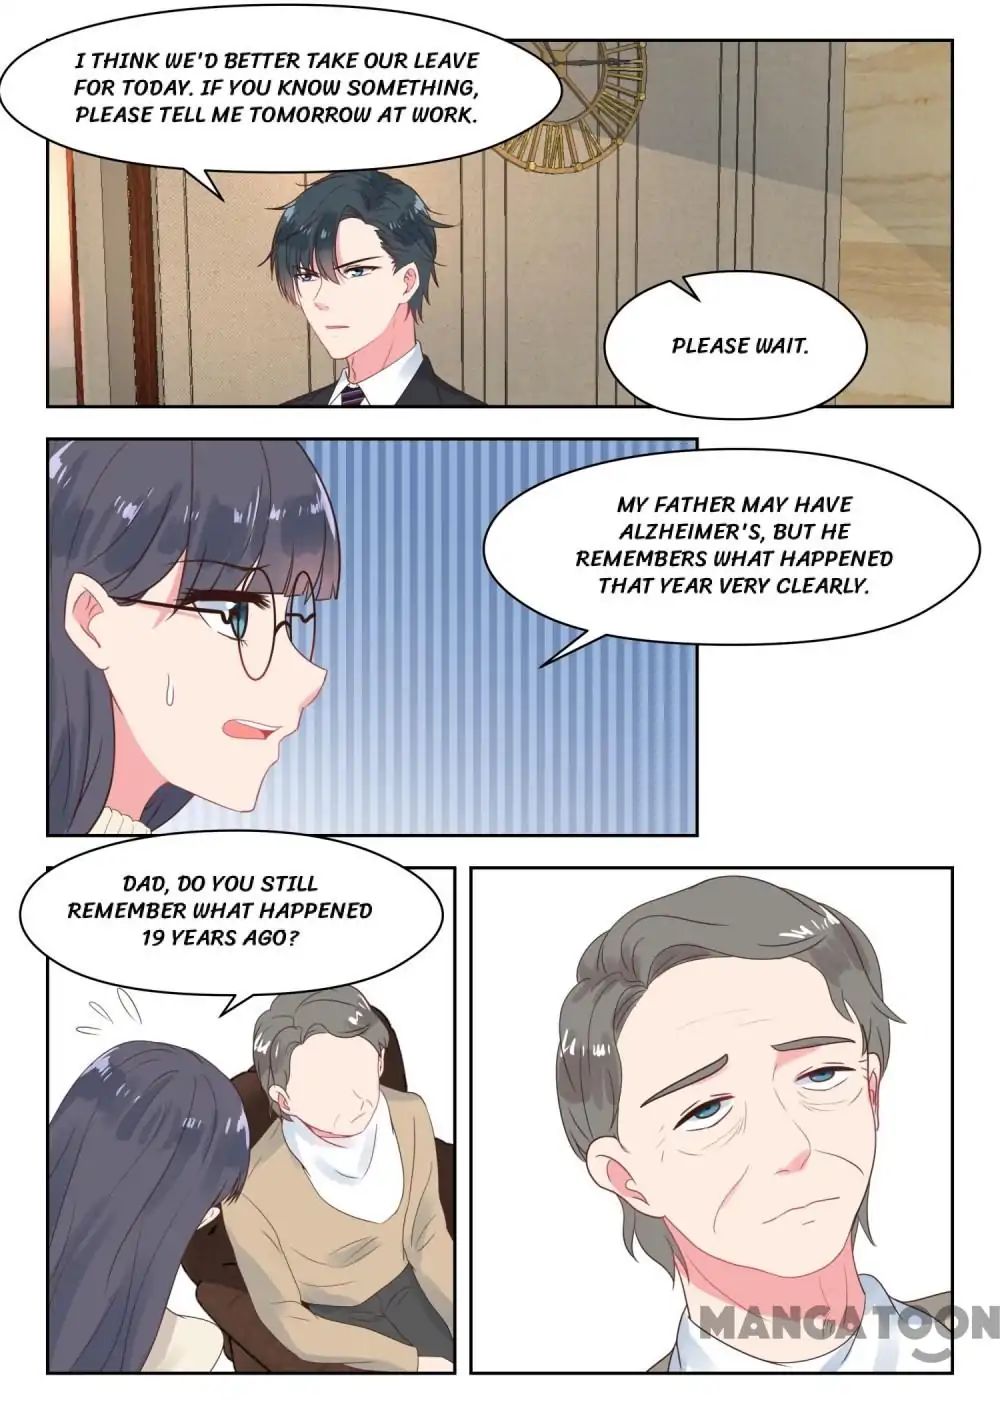 I THINK WE'D BETTER TAKE OUR LEAVE
FOR TODAY. IF YOU KNOW SOMETHING,
PLEASE TELL ME TOMORROW AT WORK.
PLEASE WAIT.
MY FATHER MAY HAVE
ALZHEIMER'S, BUT HE
REMEMBERS WHAT HAPPENED
THAT YEAR VERY CLEARLY.
DAD, DO YOU STILL
REMEMBER WHAT HAPPENED
19 YEARS AGO?
MANGATOON